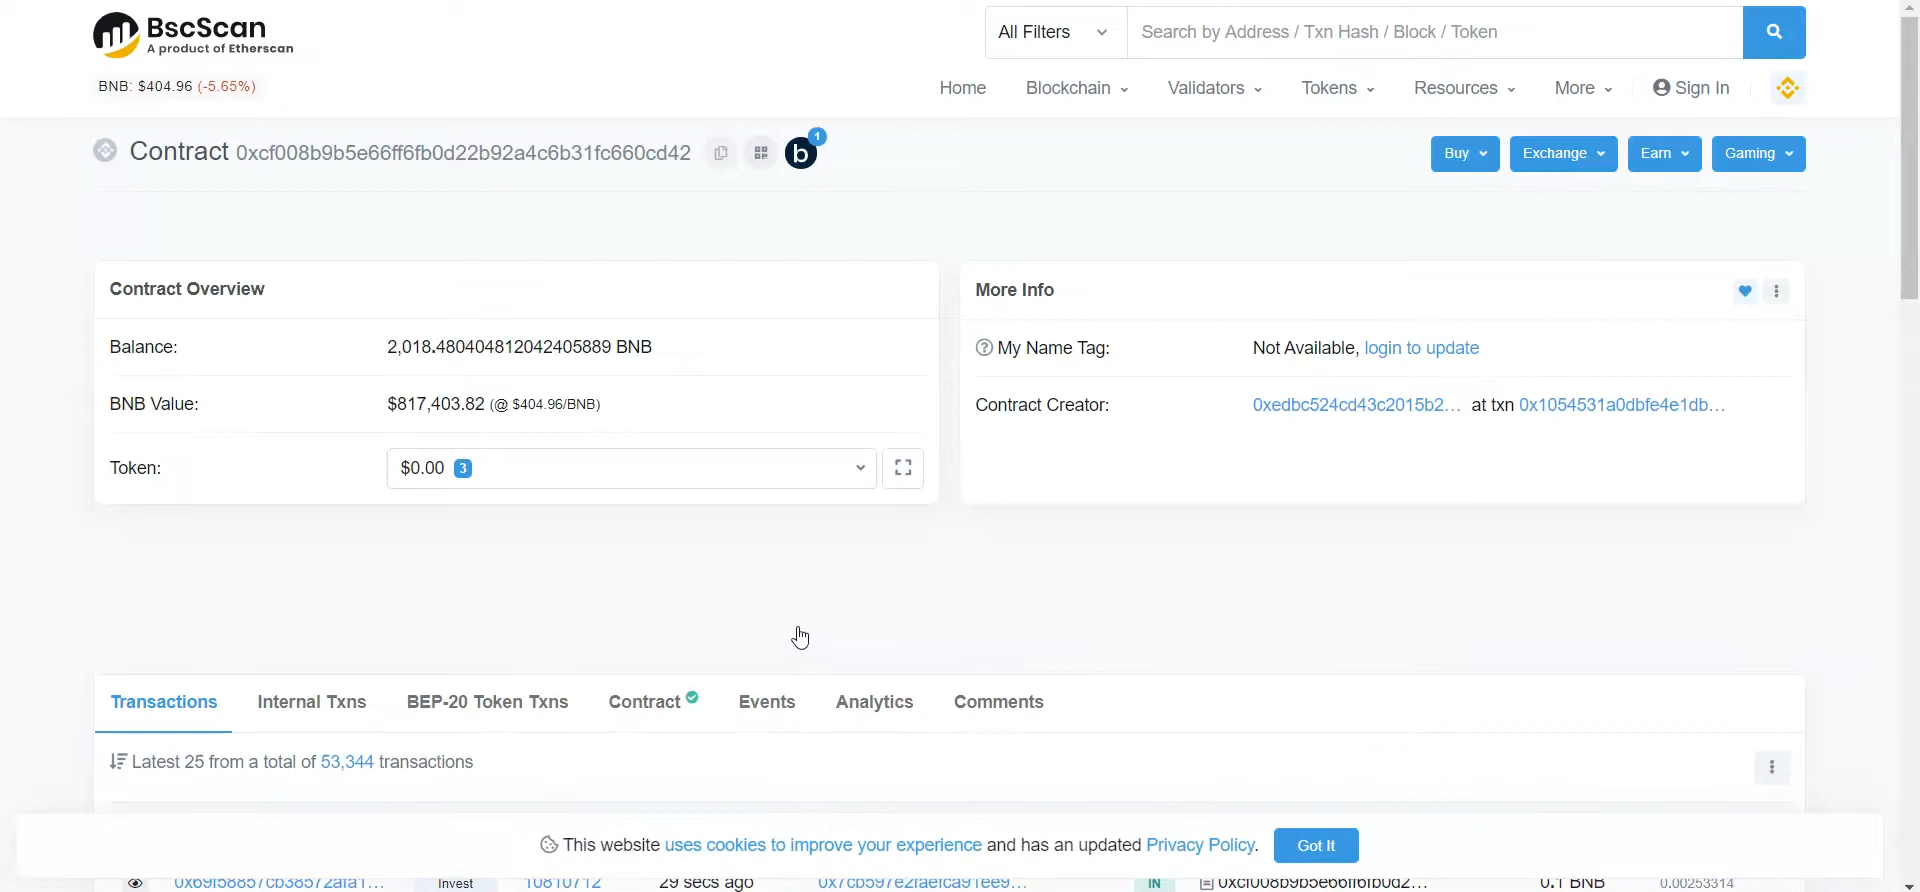 BscScan
A product of Etherscan
All Filters
Search by Address / Txn Hash / Block / Token
BNB: $404.96 (-5.65%)
Home Blockchain Validators Tokens Resources More Sign In
Contract 0xcf008b9b5e66ff6fb0d22b92a4c6b31fc660cd42
b 1
Buy Exchange Earn Gaming
Contract Overview
Balance: 2,018.480404812042405889 BNB
BNB Value: $817,403.82 (@ $404.96/BNB)
Token: $0.00 3
More Info
My Name Tag: Not Available, login to update
Contract Creator: 0xedbc524cd43c2015b2... at txn 0x1054531a0dbfe4e1db...
Transactions Internal Txns BEP-20 Token Txns Contract Events Analytics Comments
Latest 25 from a total of 53,344 transactions
This website uses cookies to improve your experience and has an updated Privacy Policy.
Got It
Invest 10810712 29 secs ago IN 0.1 BNB 0.00253314